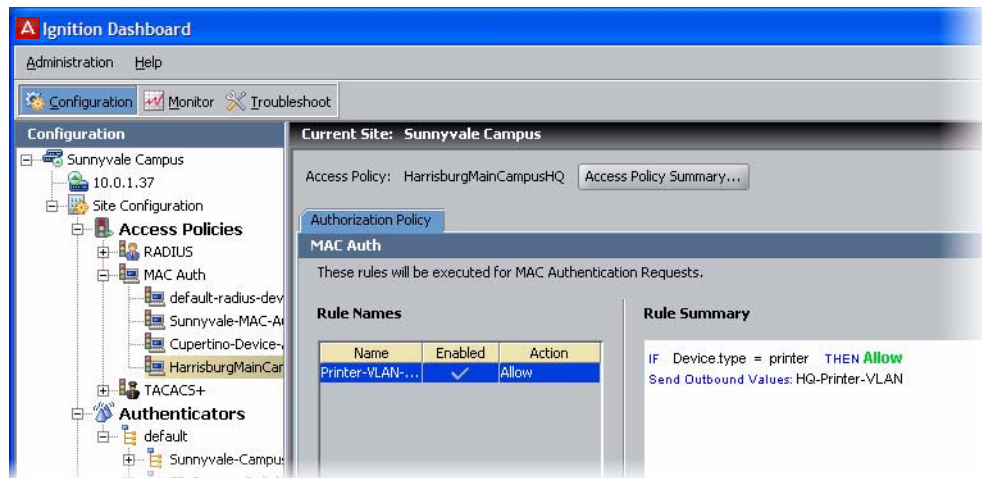 A Ignition Dashboard
Administration Help
Configuration Monitor Troubleshoot
Configuration
Sunnyvale Campus
10.0.1.37
Site Configuration
Access Policies
RADIUS
MAC Auth
default-radius-dev
Sunnyvale-MAC-A
Cupertino-Device-
HarrisburgMainCar
TACACS+
Authenticators
default
Sunnyvale-Campu
Current Site: Sunnyvale Campus
Access Policy: HarrisburgMainCampusHQ Access Policy Summary...
Authorization Policy
MAC Auth
These rules will be executed for MAC Authentication Requests.
Rule Names
Name Enabled Action
Printer-VLAN-... Allow
Rule Summary
IF Device.type = printer THEN Allow
Send Outbound Values: HQ-Printer-VLAN